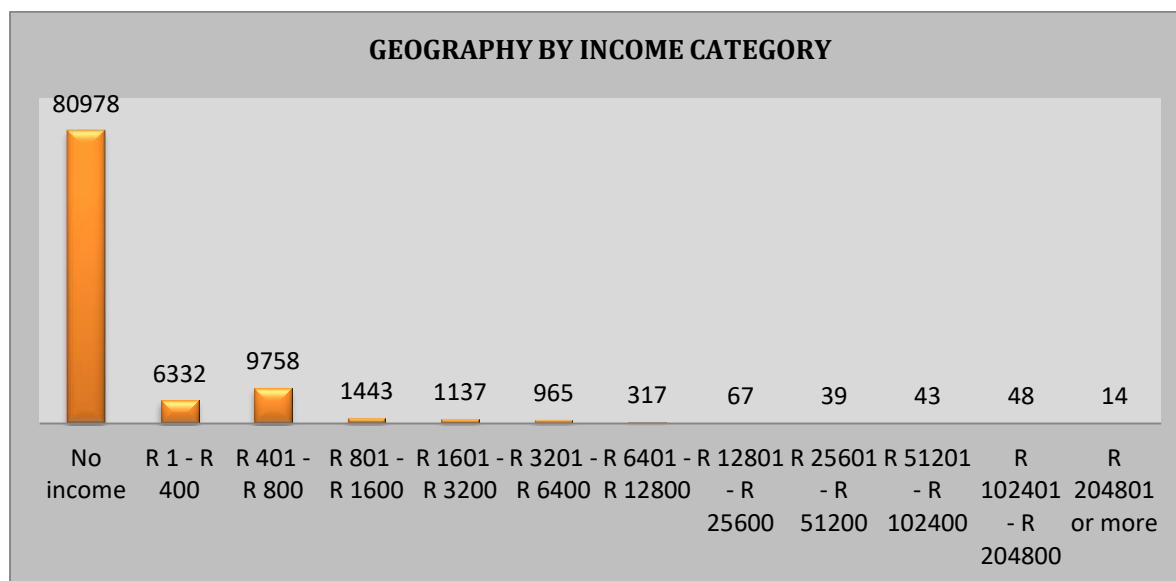 GEOGRAPHY BY INCOME CATEGORY
80978
6332
9758
1443
1137
965
317
67
39
43
48
14
No
income
R 1 - R
400
R 401 -
R 800
R 801 -
R 1600
R 1601 -
R 3200
R 3201 -
R 6400
R 6401 -
R 12800
R 12801
- R
25600
R 25601
- R
51200
R 51201
- R
102400
R
102401
- R
204800
R
204801
or more